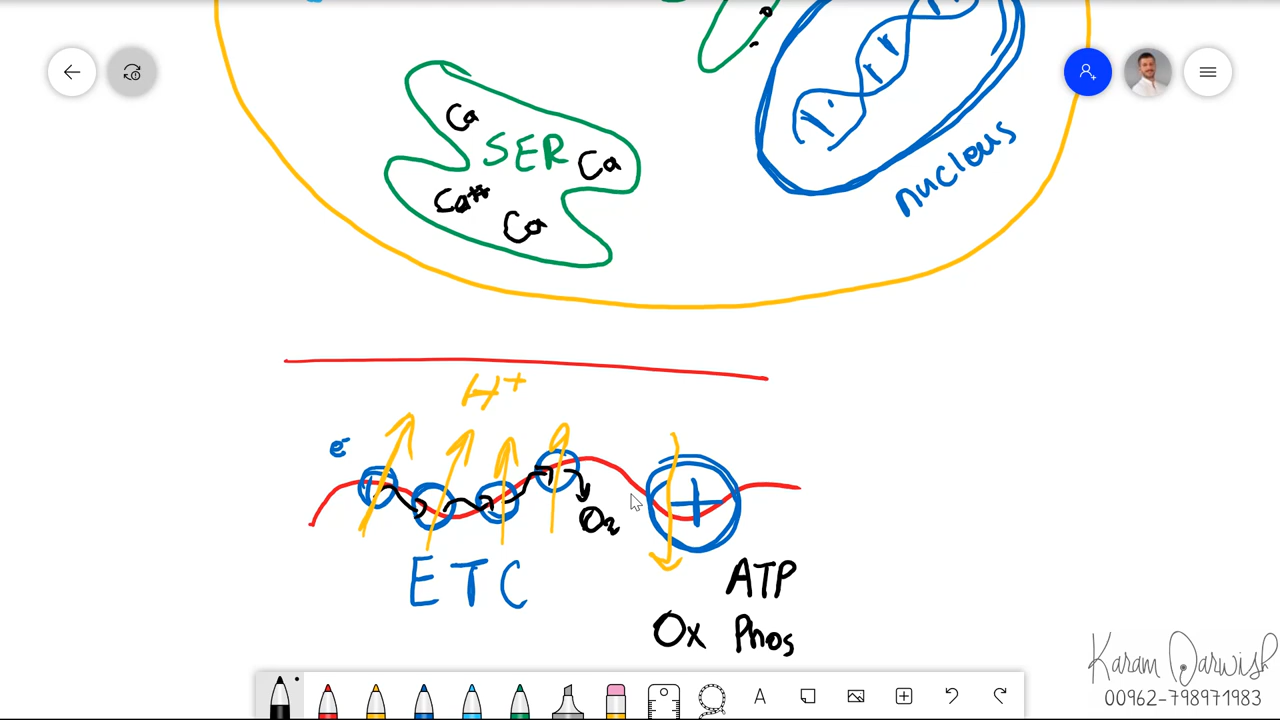 Ca
SER
Ca
Ca++
Ca
nucleus
H+
e-
O2
ETC
ATP
Ox Phos
Karam Darwish
00962-798971983
A